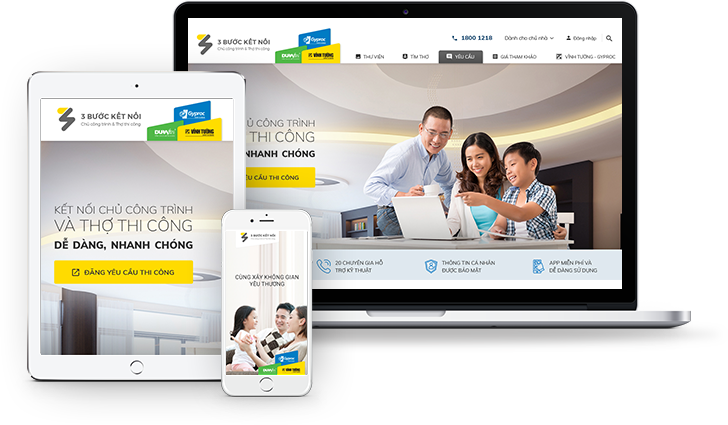 3 BƯỚC KẾT NỐI
Chủ công trình & Thợ thi công
Gyproc
DURAflex
VĨNH TƯỜNG
1800 1218
Dành cho chủ nhà
Đăng nhập
THƯ VIỆN
TÌM THỢ
YÊU CẦU
GIÁ THAM KHẢO
VĨNH TƯỜNG - GYPROC
CHỦ CÔNG TRÌNH
THI CÔNG
NHANH CHÓNG
CẦU THI CÔNG
20 CHUYÊN GIA HỖ
TRỢ KỸ THUẬT
THÔNG TIN CÁ NHÂN
ĐƯỢC BẢO MẬT
APP MIỄN PHÍ VÀ
DỄ DÀNG SỬ DỤNG
3 BƯỚC KẾT NỐI
Chủ công trình & Thợ thi công
Gyproc
DURAflex
VĨNH TƯỜNG
KẾT NỐI CHỦ CÔNG TRÌNH
VÀ THỢ THI CÔNG
DỄ DÀNG, NHANH CHÓNG
ĐĂNG YÊU CẦU THI CÔNG
3 BƯỚC KẾT NỐI
CÙNG XÂY KHÔNG GIAN
YÊU THƯƠNG
Gyproc
VĨNH TƯỜNG